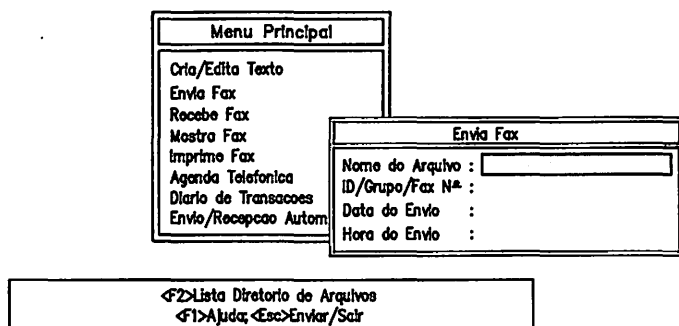 Menu Principal
Cria/Edita Texto
Envia Fax
Recebe Fax
Mostra Fax
Imprime Fax
Agenda Telefonica
Diario de Transacoes
Envio/Recepcao Autom
Envia Fax
Nome do Arquivo :
ID/Grupo/Fax Nº :
Data do Envio :
Hora do Envio :
<F2>Lista Diretorio de Arquivos
<F1>Ajuda; <Esc>Enviar/Sair